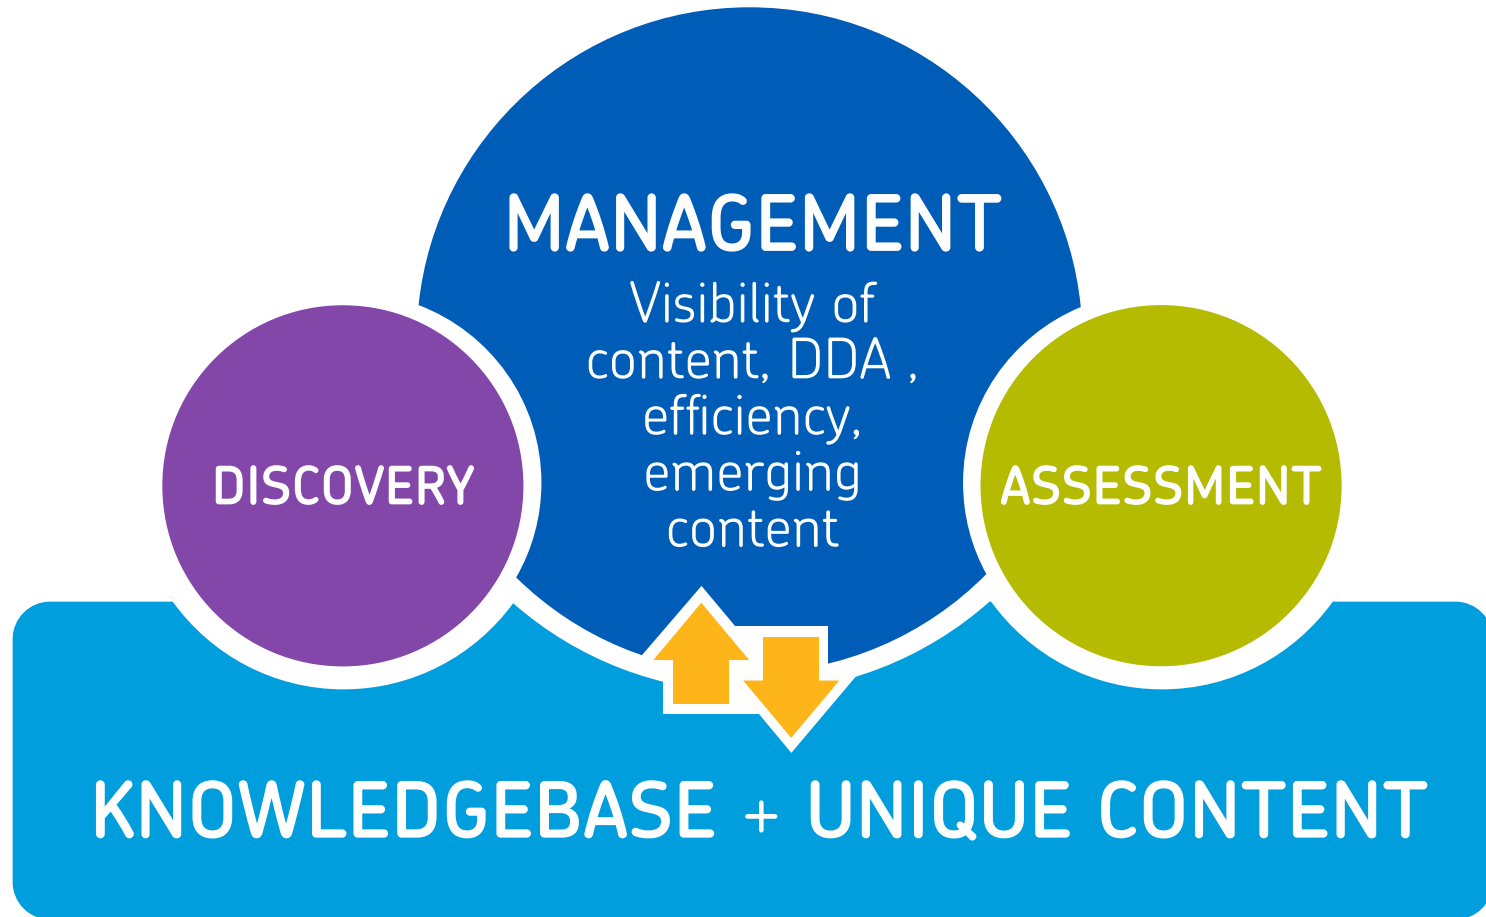 MANAGEMENT
Visibility of
content, DDA ,
efficiency,
emerging
content
DISCOVERY
ASSESSMENT
KNOWLEDGEBASE + UNIQUE CONTENT